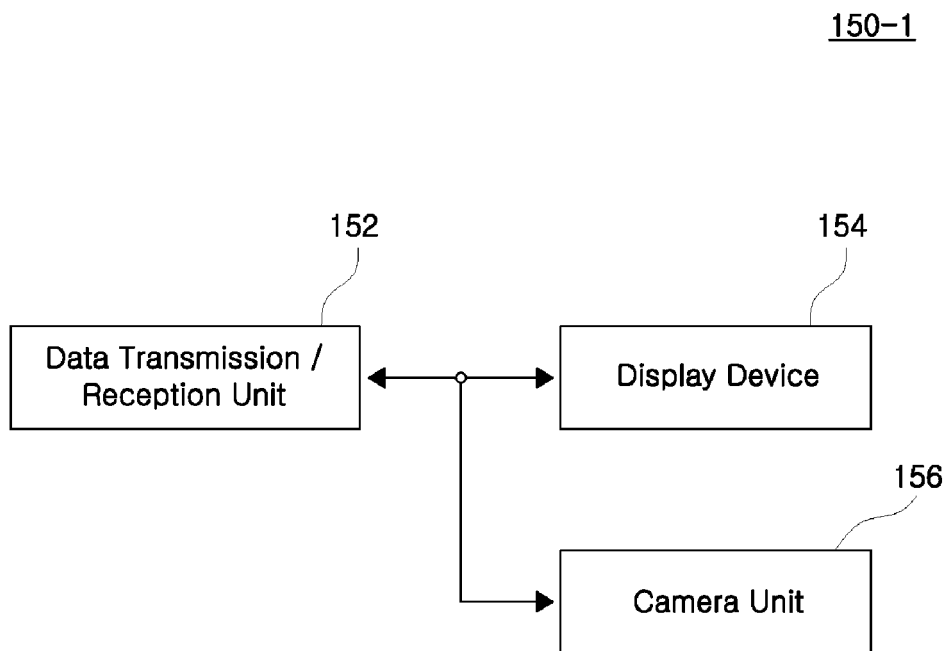 150-1
152
154
Data Transmission /
Reception Unit
Display Device
156
Camera Unit